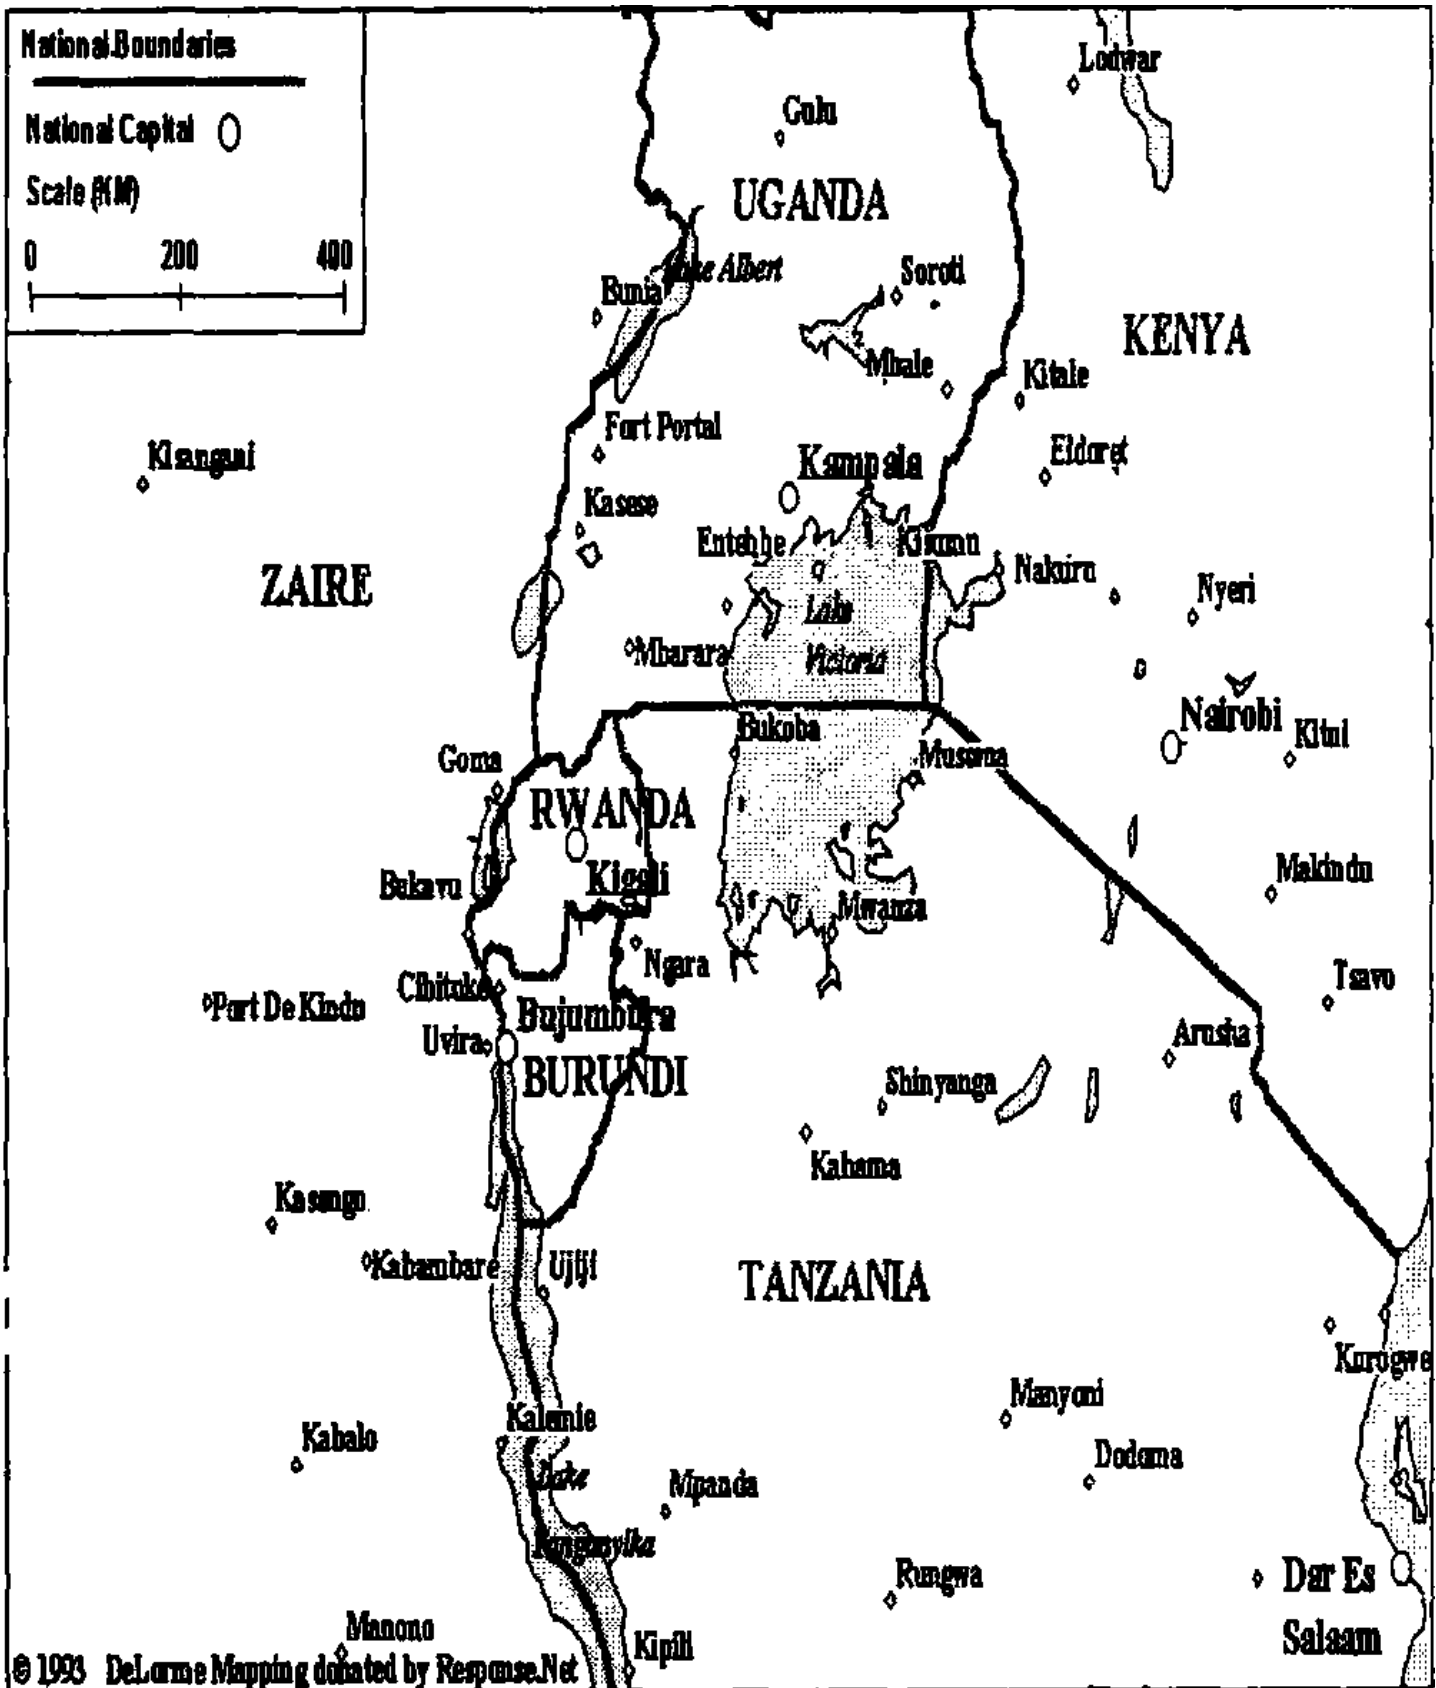 National Boundaries
National Capital
Scale (KM)
0 200 400
Lodwar
Gulu
UGANDA
Lake Albert
Soroti
Bunia
KENYA
Mbale
Kitale
Fort Portal
Kisangani
Kampala
Eldoret
Kasese
Entebbe
Kisumu
Nakuru
ZAIRE
Nyeri
Lake
Victoria
Mbarara
Nairobi
Bukoba
Kitui
Goma
Musoma
RWANDA
Makindu
Bukavu
Kigali
Mwanza
Ngara
Tsavo
Cibitoke
Port De Kindu
Bujumbura
Arusha
Uvira
BURUNDI
Shinyanga
Kahama
Kasongo
Kabambare
Ujiji
TANZANIA
Korogwe
Manyoni
Kalemie
Kabalo
Dodoma
Lake
Mpanda
Tanganyika
Rungwa
Dar Es
Salaam
Manono
Kipili
© 1993 DeLorme Mapping donated by Response.Net